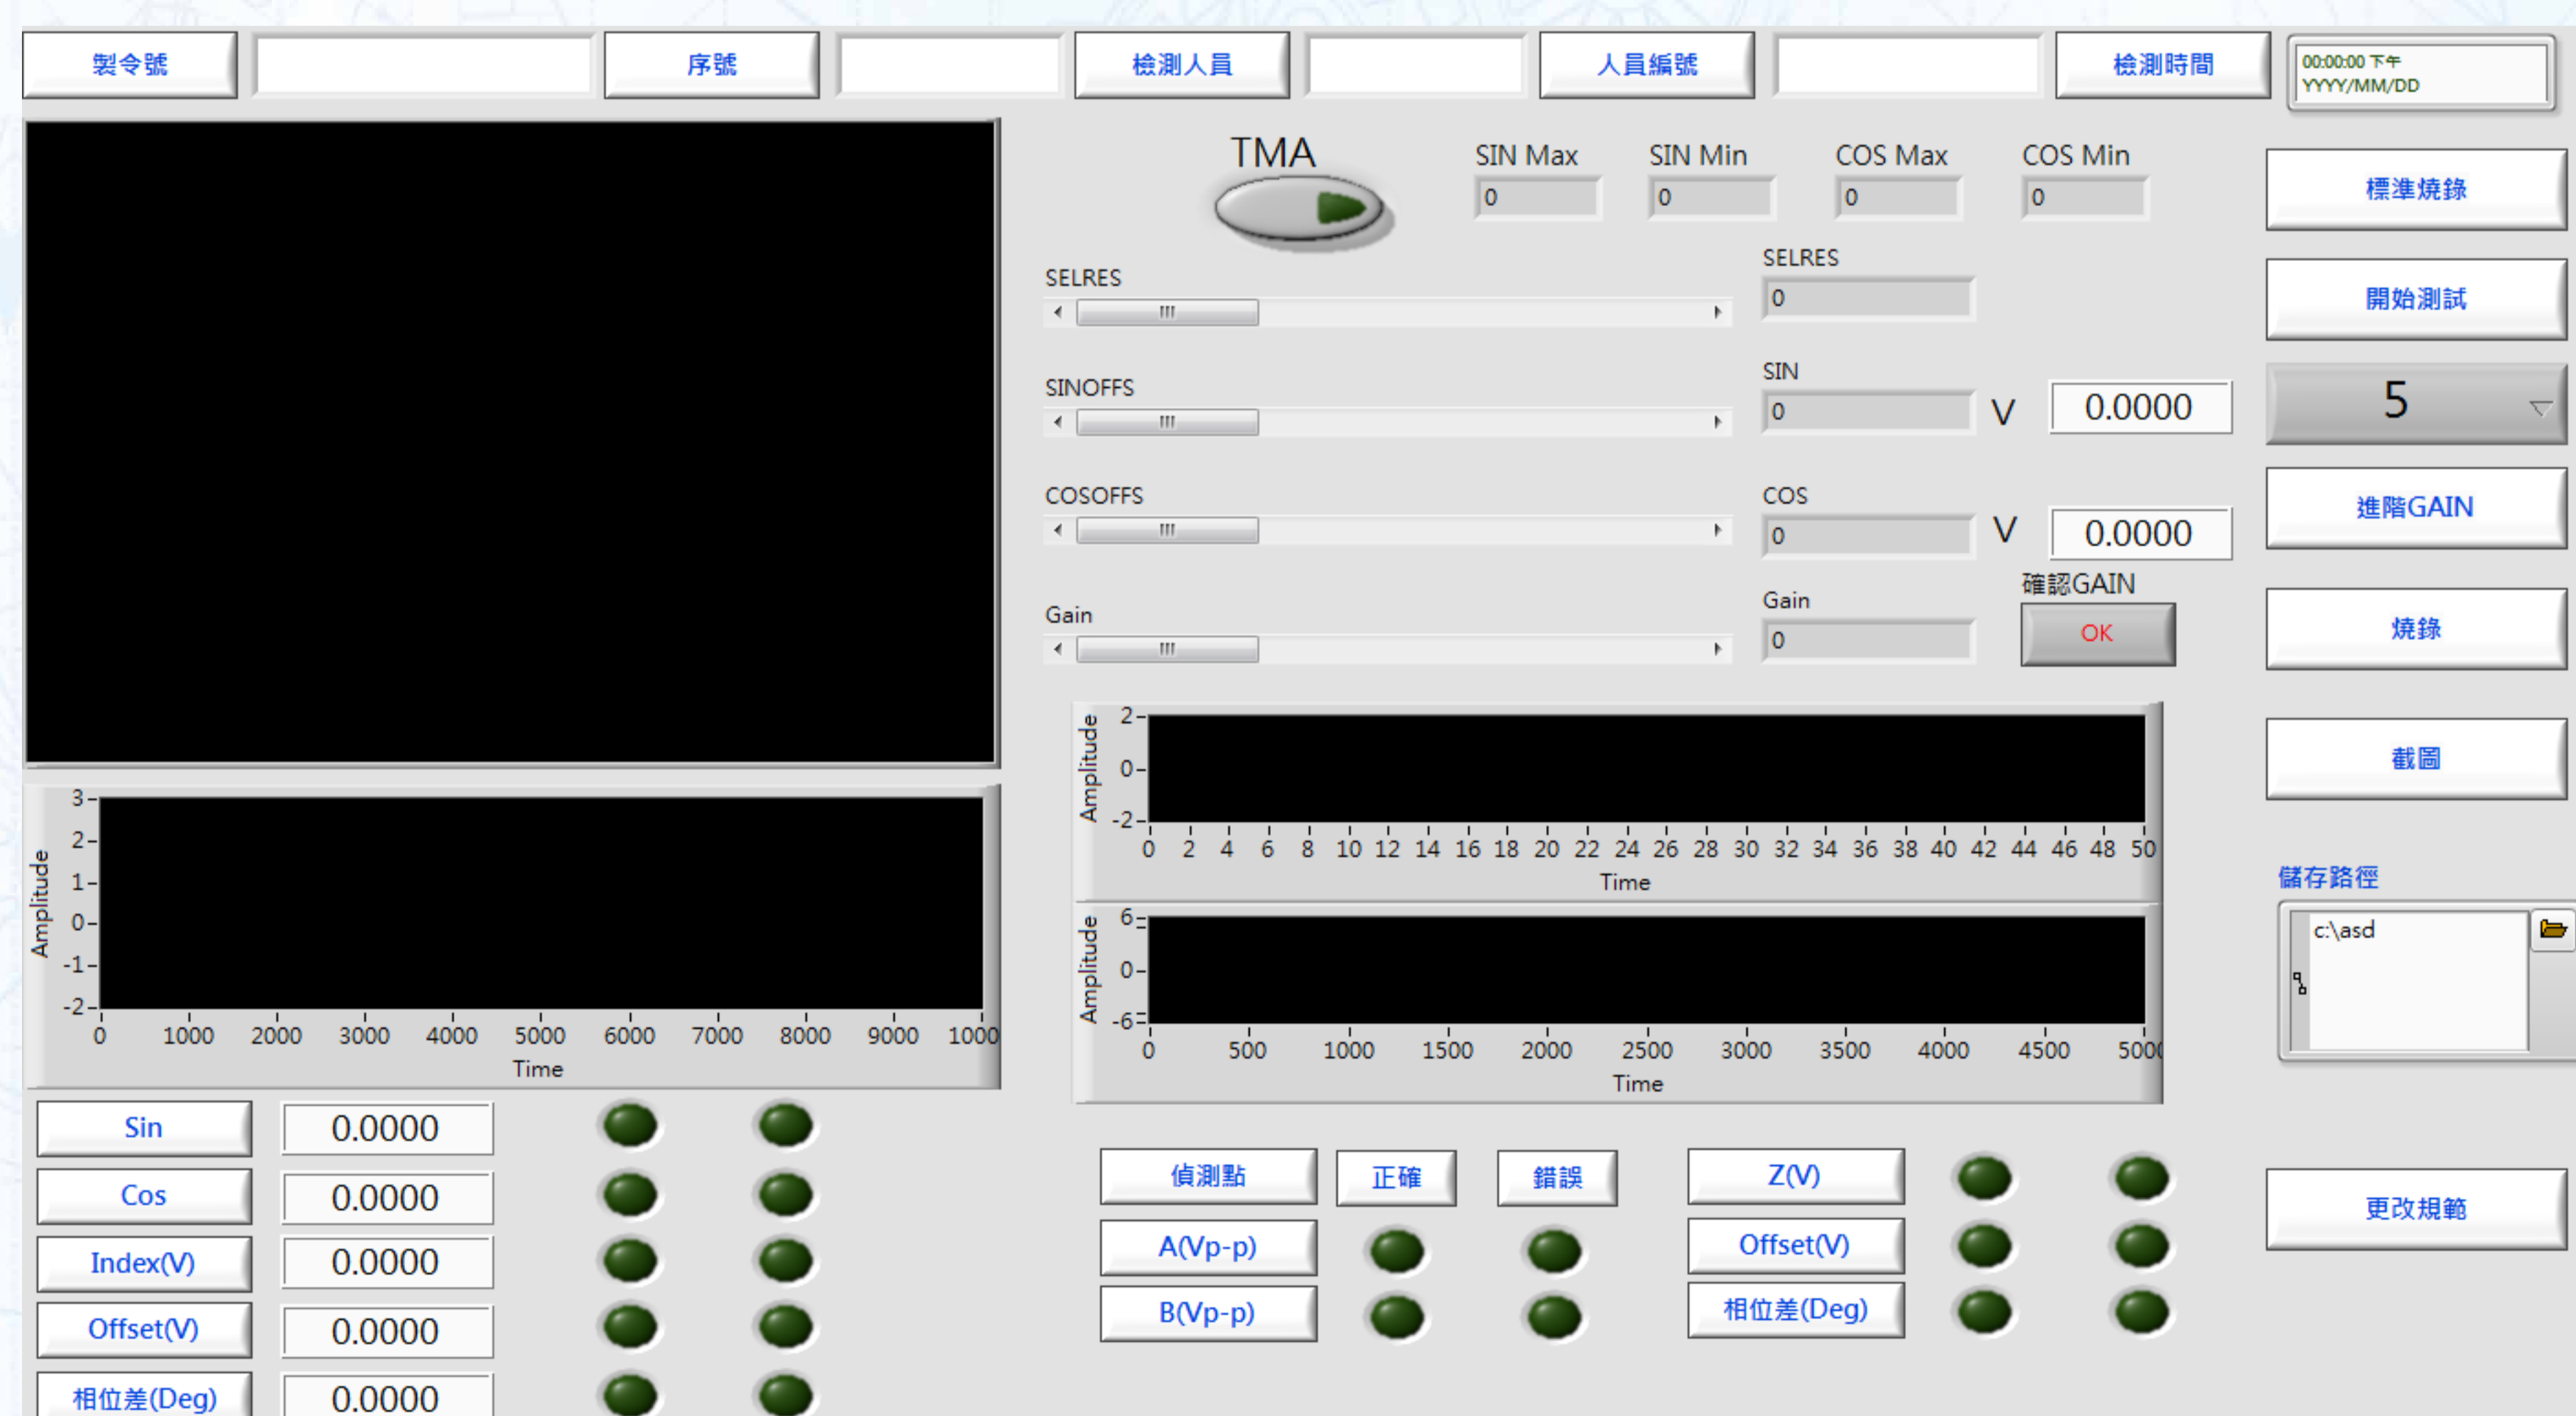 製令號
序號
檢測人員
人員編號
檢測時間
00:00:00 下午
YYYY/MM/DD
TMA
SIN Max
0
SIN Min
0
COS Max
0
COS Min
0
標準燒錄
SELRES
SELRES
0
開始測試
SINOFFS
SIN
0
V
0.0000
5
COSOFFS
COS
0
V
0.0000
進階GAIN
Gain
Gain
0
確認GAIN
OK
燒錄
截圖
Amplitude
2
0
-2
0 2 4 6 8 10 12 14 16 18 20 22 24 26 28 30 32 34 36 38 40 42 44 46 48 50
Time
Amplitude
6
0
-6
0 500 1000 1500 2000 2500 3000 3500 4000 4500 5000
Time
儲存路徑
c:\asd
Amplitude
3
2
1
0
-1
-2
0 1000 2000 3000 4000 5000 6000 7000 8000 9000 1000
Time
Sin 0.0000
Cos 0.0000
Index(V) 0.0000
Offset(V) 0.0000
相位差(Deg) 0.0000
偵測點 正確 錯誤 Z(V)
A(Vp-p) Offset(V)
B(Vp-p) 相位差(Deg)
更改規範